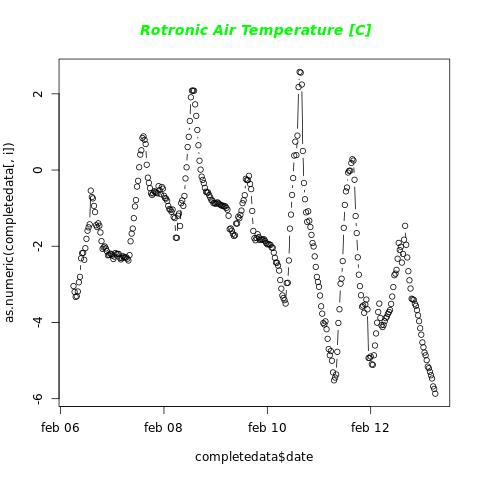 Rotronic Air Temperature [C]
as.numeric(completedata[, i])
2
0
-2
-4
-6
feb 06 feb 08 feb 10 feb 12
completedata$date